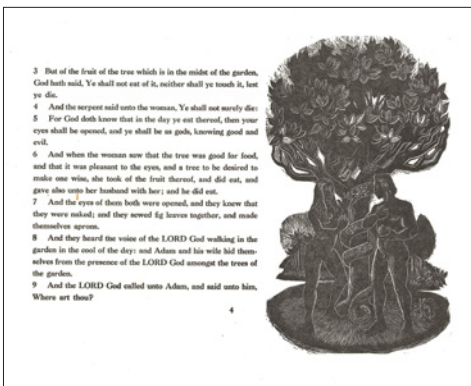 3 But of the fruit of the tree which is in the midst of the garden,
God hath said, Ye shall not eat of it, neither shall ye touch it, lest
ye die.
4 And the serpent said unto the woman, Ye shall not surely die:
5 For God doth know that in the day ye eat thereof, then your
eyes shall be opened, and ye shall be as gods, knowing good and
evil.
6 And when the woman saw that the tree was good for food,
and that it was pleasant to the eyes, and a tree to be desired to
make one wise, she took of the fruit thereof, and did eat, and
gave also unto her husband with her; and he did eat.
7 And the eyes of them both were opened, and they knew that
they were naked; and they sewed fig leaves together, and made
themselves aprons.
8 And they heard the voice of the LORD God walking in the
garden in the cool of the day: and Adam and his wife hid them-
selves from the presence of the LORD God amongst the trees of
the garden.
9 And the LORD God called unto Adam, and said unto him,
Where art thou?
4